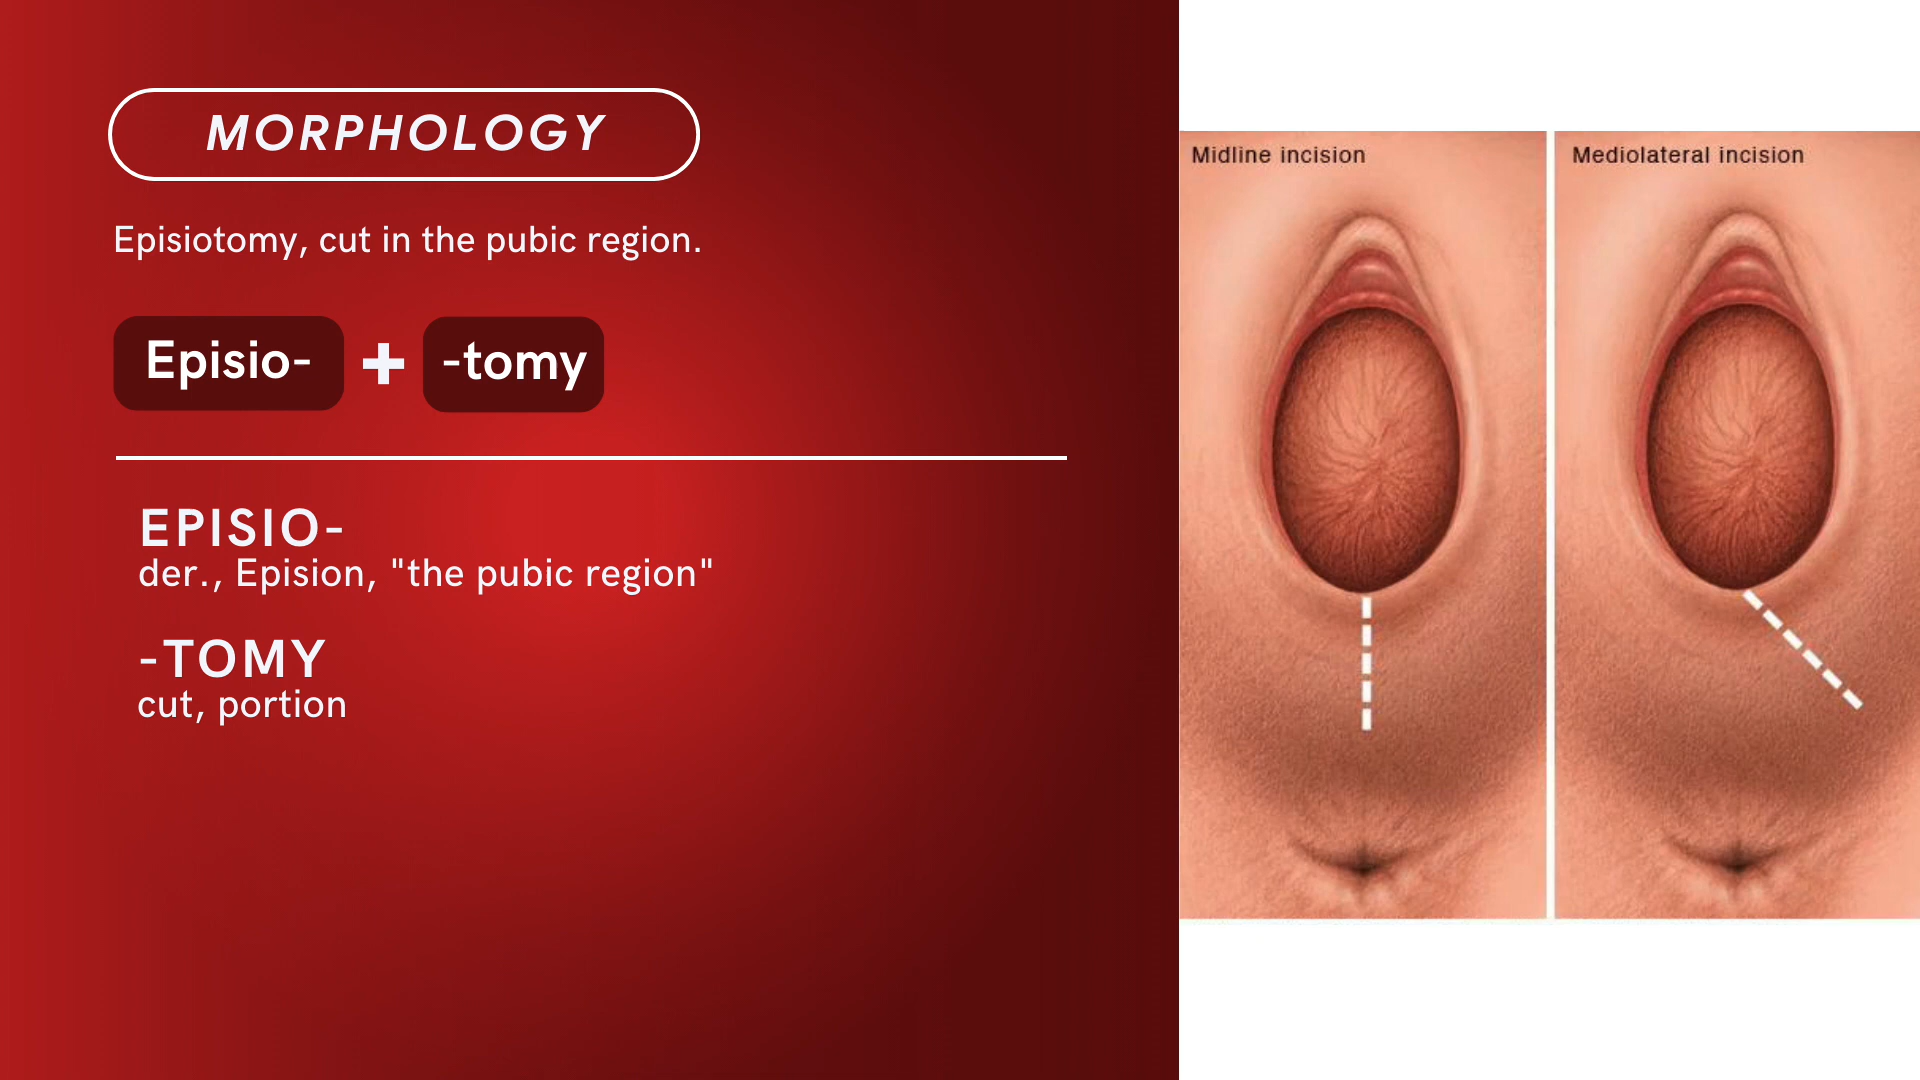 MORPHOLOGY
Episiotomy, cut in the pubic region.
Episio- + -tomy
EPISIO-
der., Epision, "the pubic region"
-TOMY
cut, portion
Midline incision
Mediolateral incision